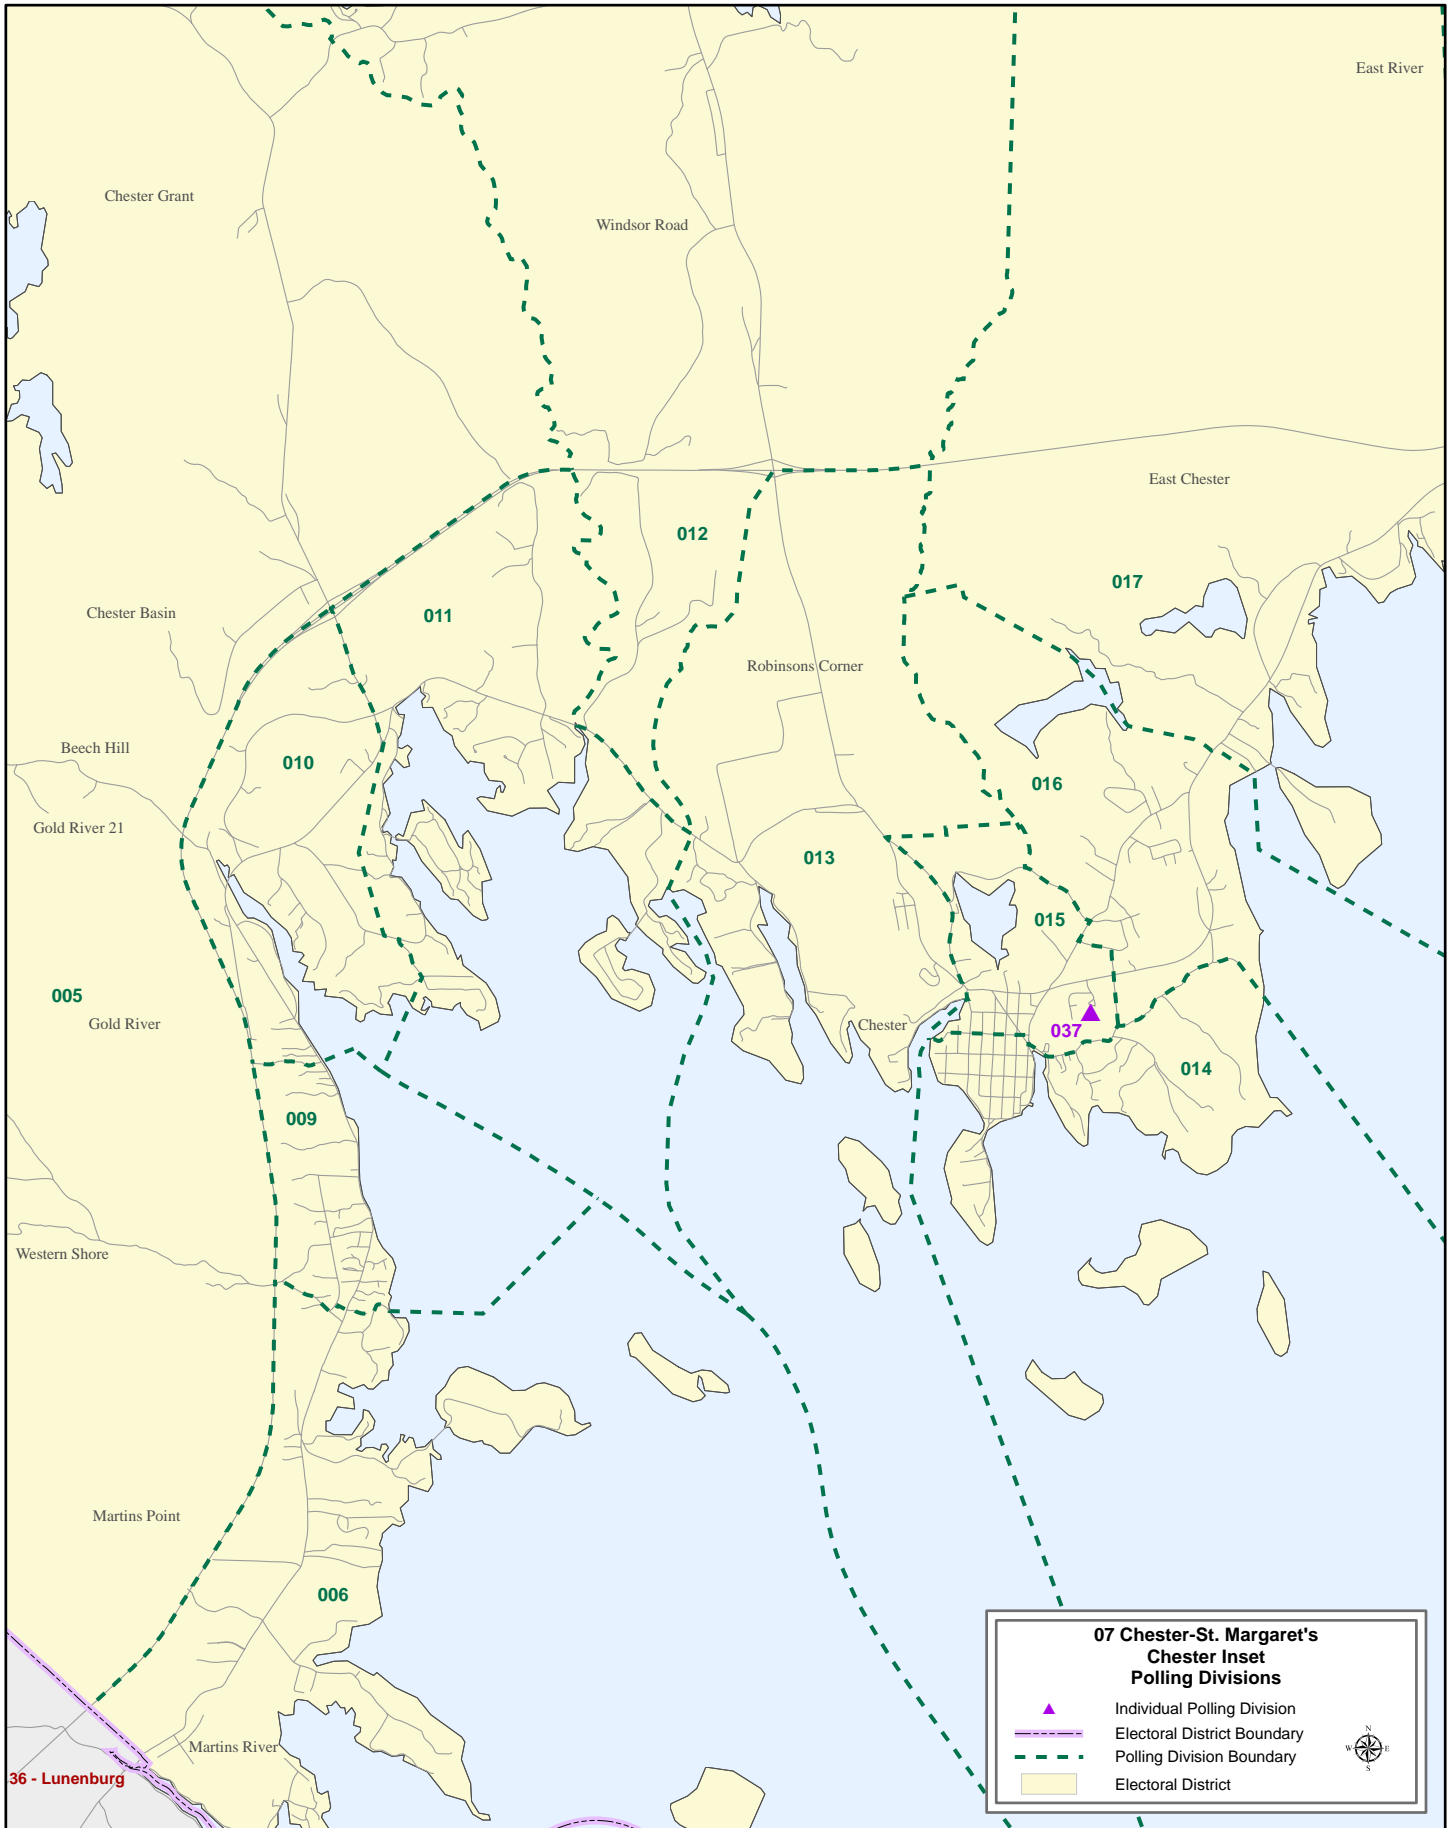 East River
Chester Grant
Windsor Road
East Chester
012
017
Chester Basin
011
Robinsons Corner
Beech Hill
010
016
Gold River 21
013
015
005
Gold River
Chester
037
014
009
Western Shore
Martins Point
006
Martins River
36 - Lunenburg
07 Chester-St. Margaret's
Chester Inset
Polling Divisions
Individual Polling Division
Electoral District Boundary
Polling Division Boundary
Electoral District
N
W E
S